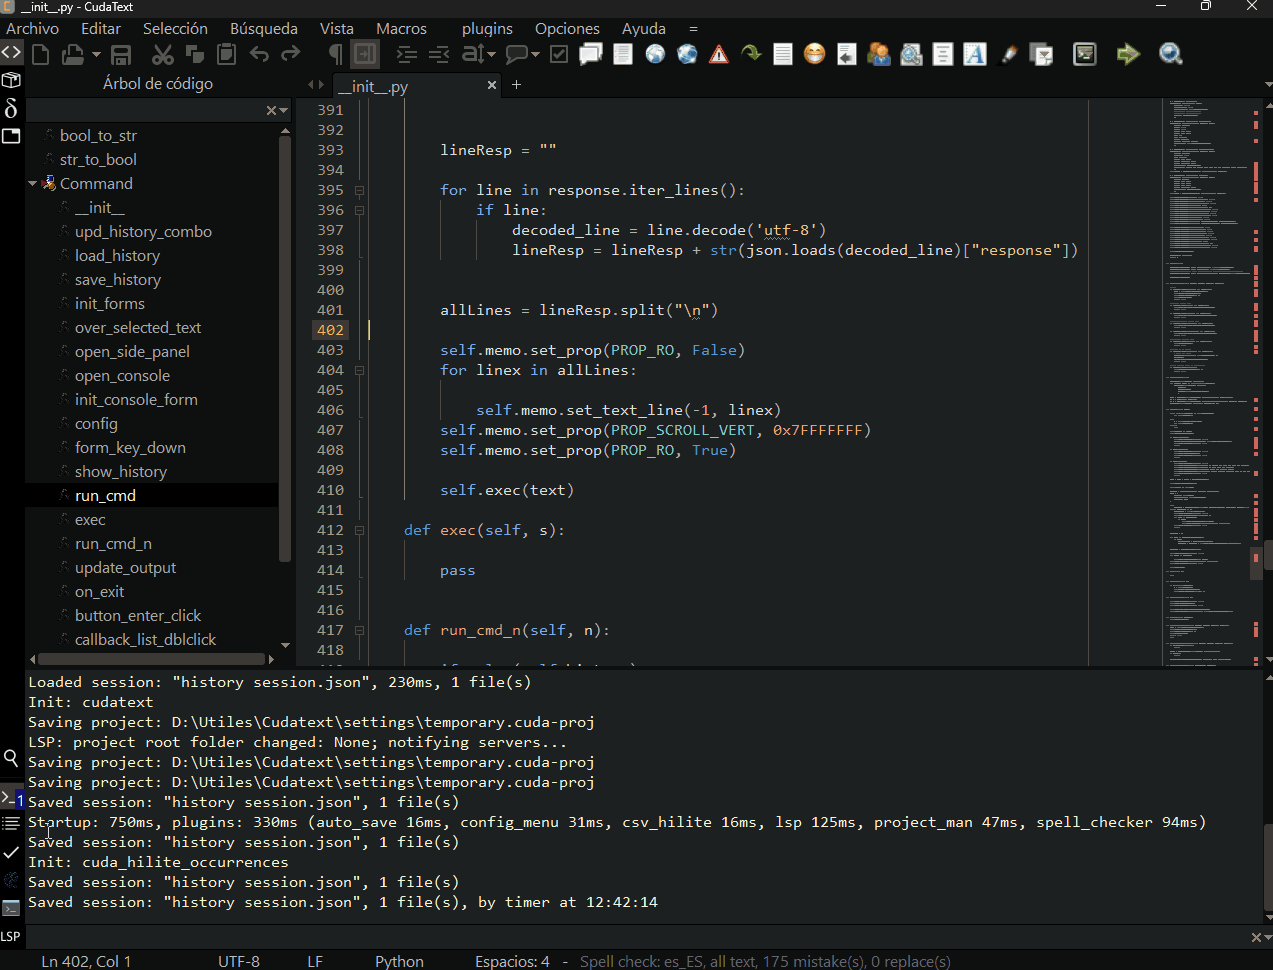 __init__.py - CudaText
Archivo Editar Selección Búsqueda Vista Macros plugins Opciones Ayuda =
Árbol de código
__init__.py
bool_to_str
str_to_bool
Command
__init__
upd_history_combo
load_history
save_history
init_forms
over_selected_text
open_side_panel
open_console
init_console_form
config
form_key_down
show_history
run_cmd
exec
run_cmd_n
update_output
on_exit
button_enter_click
callback_list_dblclick
391
392
393 lineResp = ""
394
395 for line in response.iter_lines():
396 if line:
397 decoded_line = line.decode('utf-8')
398 lineResp = lineResp + str(json.loads(decoded_line)["response"])
399
400
401 allLines = lineResp.split("\n")
402
403 self.memo.set_prop(PROP_RO, False)
404 for linex in allLines:
405
406 self.memo.set_text_line(-1, linex)
407 self.memo.set_prop(PROP_SCROLL_VERT, 0x7FFFFFFF)
408 self.memo.set_prop(PROP_RO, True)
409
410 self.exec(text)
411
412 def exec(self, s):
413
414 pass
415
416
417 def run_cmd_n(self, n):
418
Loaded session: "history session.json", 230ms, 1 file(s)
Init: cudatext
Saving project: D:\Utiles\Cudatext\settings\temporary.cuda-proj
LSP: project root folder changed: None; notifying servers...
Saving project: D:\Utiles\Cudatext\settings\temporary.cuda-proj
Saving project: D:\Utiles\Cudatext\settings\temporary.cuda-proj
Saved session: "history session.json", 1 file(s)
Startup: 750ms, plugins: 330ms (auto_save 16ms, config_menu 31ms, csv_hilite 16ms, lsp 125ms, project_man 47ms, spell_checker 94ms)
Saved session: "history session.json", 1 file(s)
Init: cuda_hilite_occurrences
Saved session: "history session.json", 1 file(s)
Saved session: "history session.json", 1 file(s), by timer at 12:42:14
1
LSP
Ln 402, Col 1 UTF-8 LF Python Espacios: 4 - Spell check: es_ES, all text, 175 mistake(s), 0 replace(s)